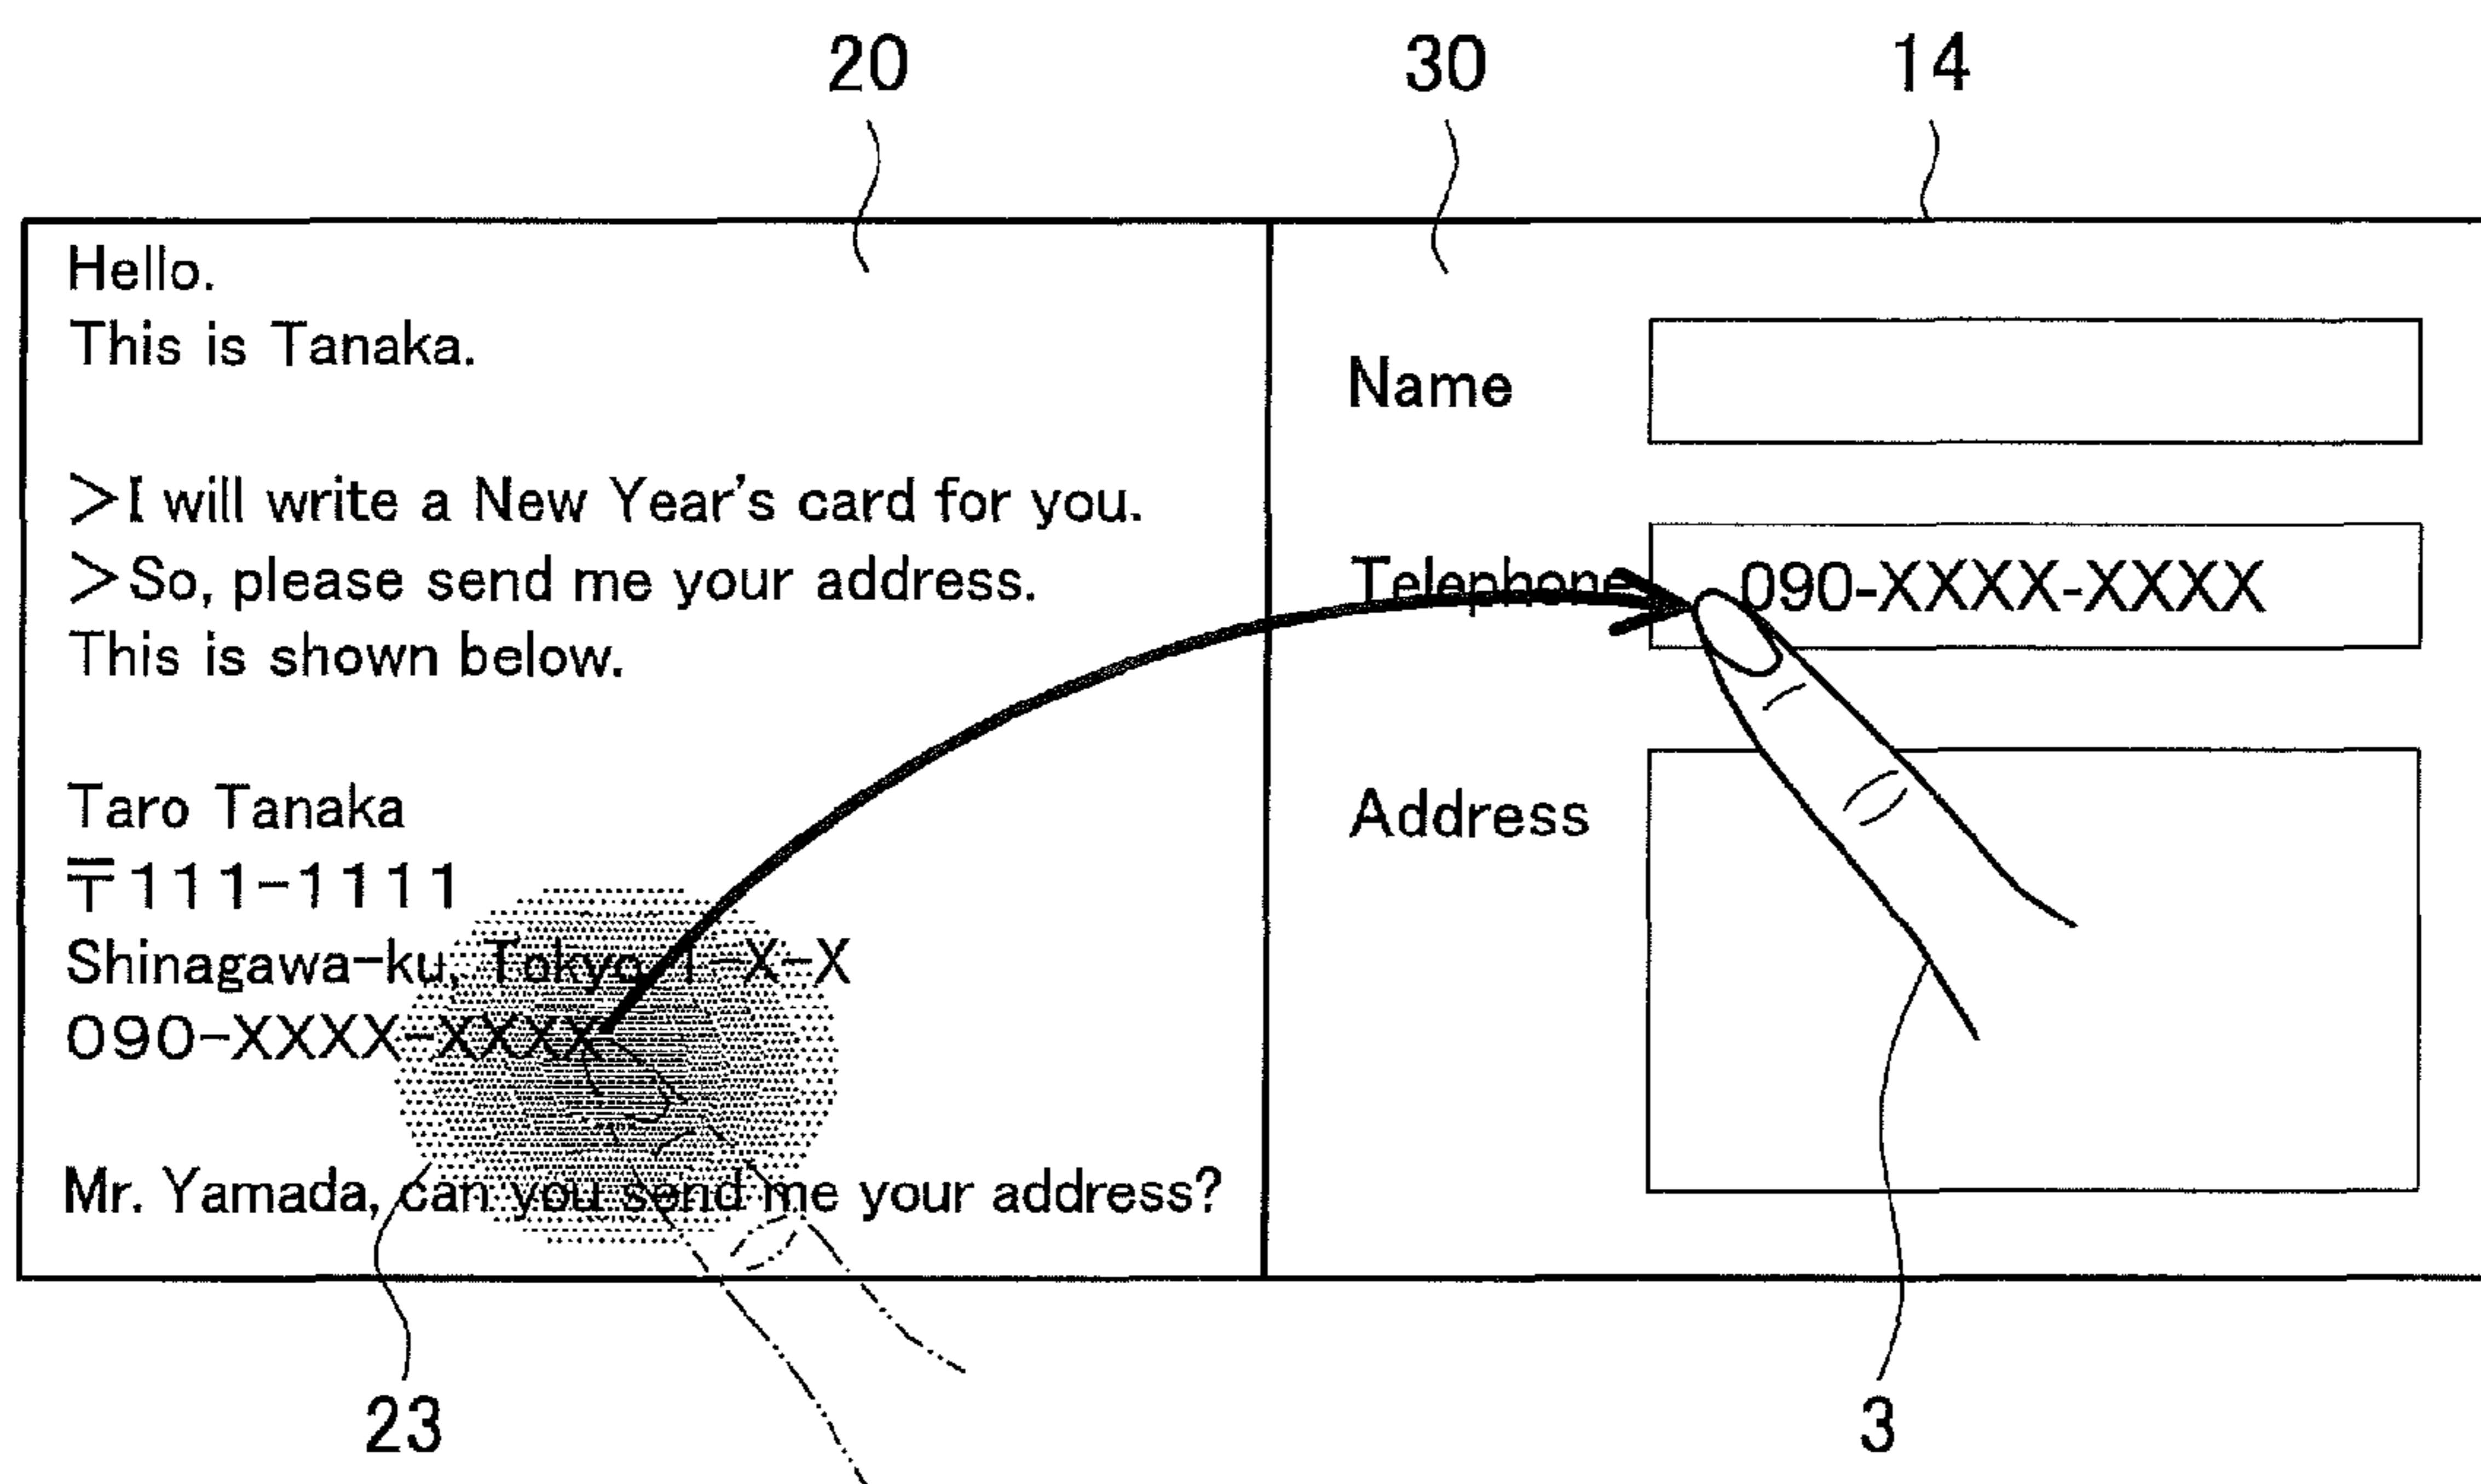 20 30 14
Hello.
This is Tanaka.
>I will write a New Year's card for you.
>So, please send me your address.
This is shown below.
Taro Tanaka
〒111-1111
Shinagawa-ku, Tokyo 1-X-X
090-XXXX-XXXX
Mr. Yamada, can you send me your address?
Name
Telephone 090-XXXX-XXXX
Address
23 3